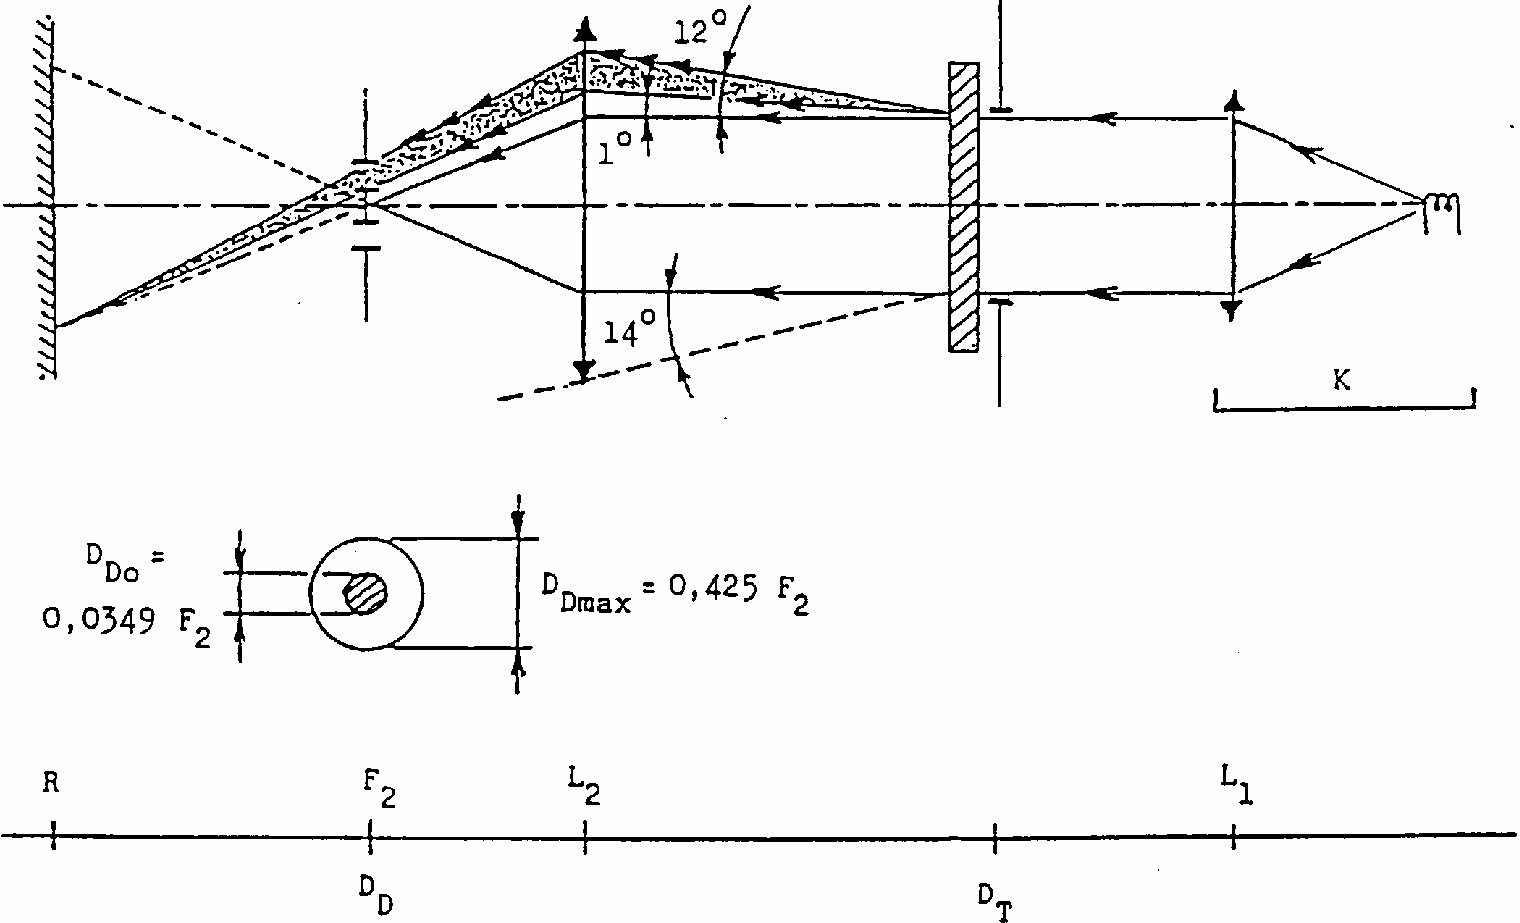 12°
1°
14°
K
D_Do =
0,0349 F_2
D_Dmax = 0,425 F_2
R F_2 L_2 L_1
D_D D_T